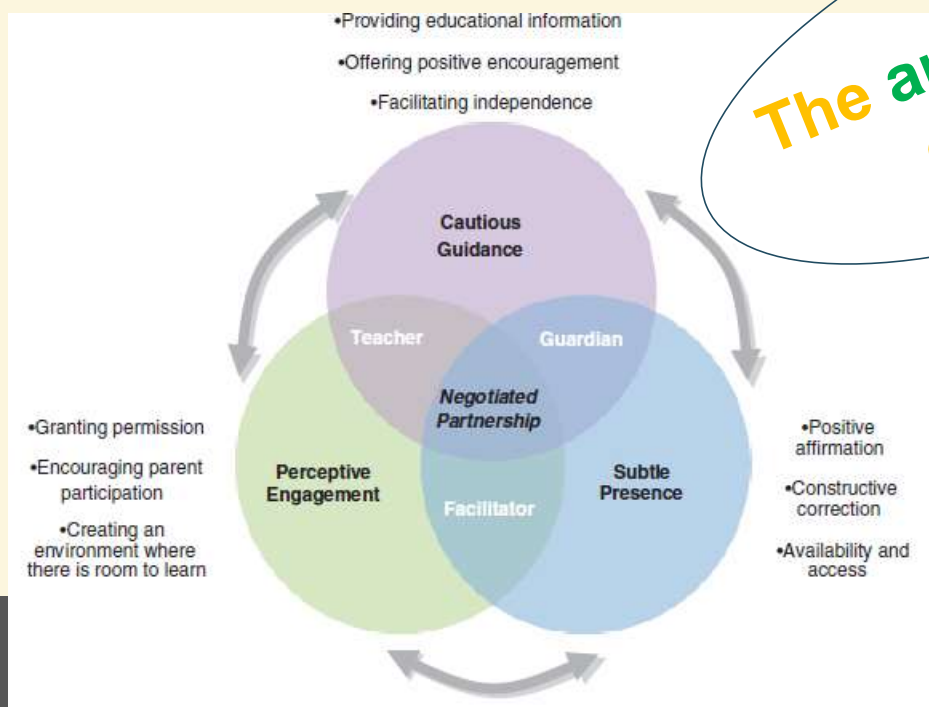 •Providing educational information
•Offering positive encouragement
•Facilitating independence
The
Cautious
Guidance
Teacher
Guardian
Negotiated
Partnership
•Granting permission
•Encouraging parent
participation
•Creating an
environment where
there is room to learn
Perceptive
Engagement
Subtle
Presence
Facilitator
•Positive
affirmation
•Constructive
correction
•Availability and
access